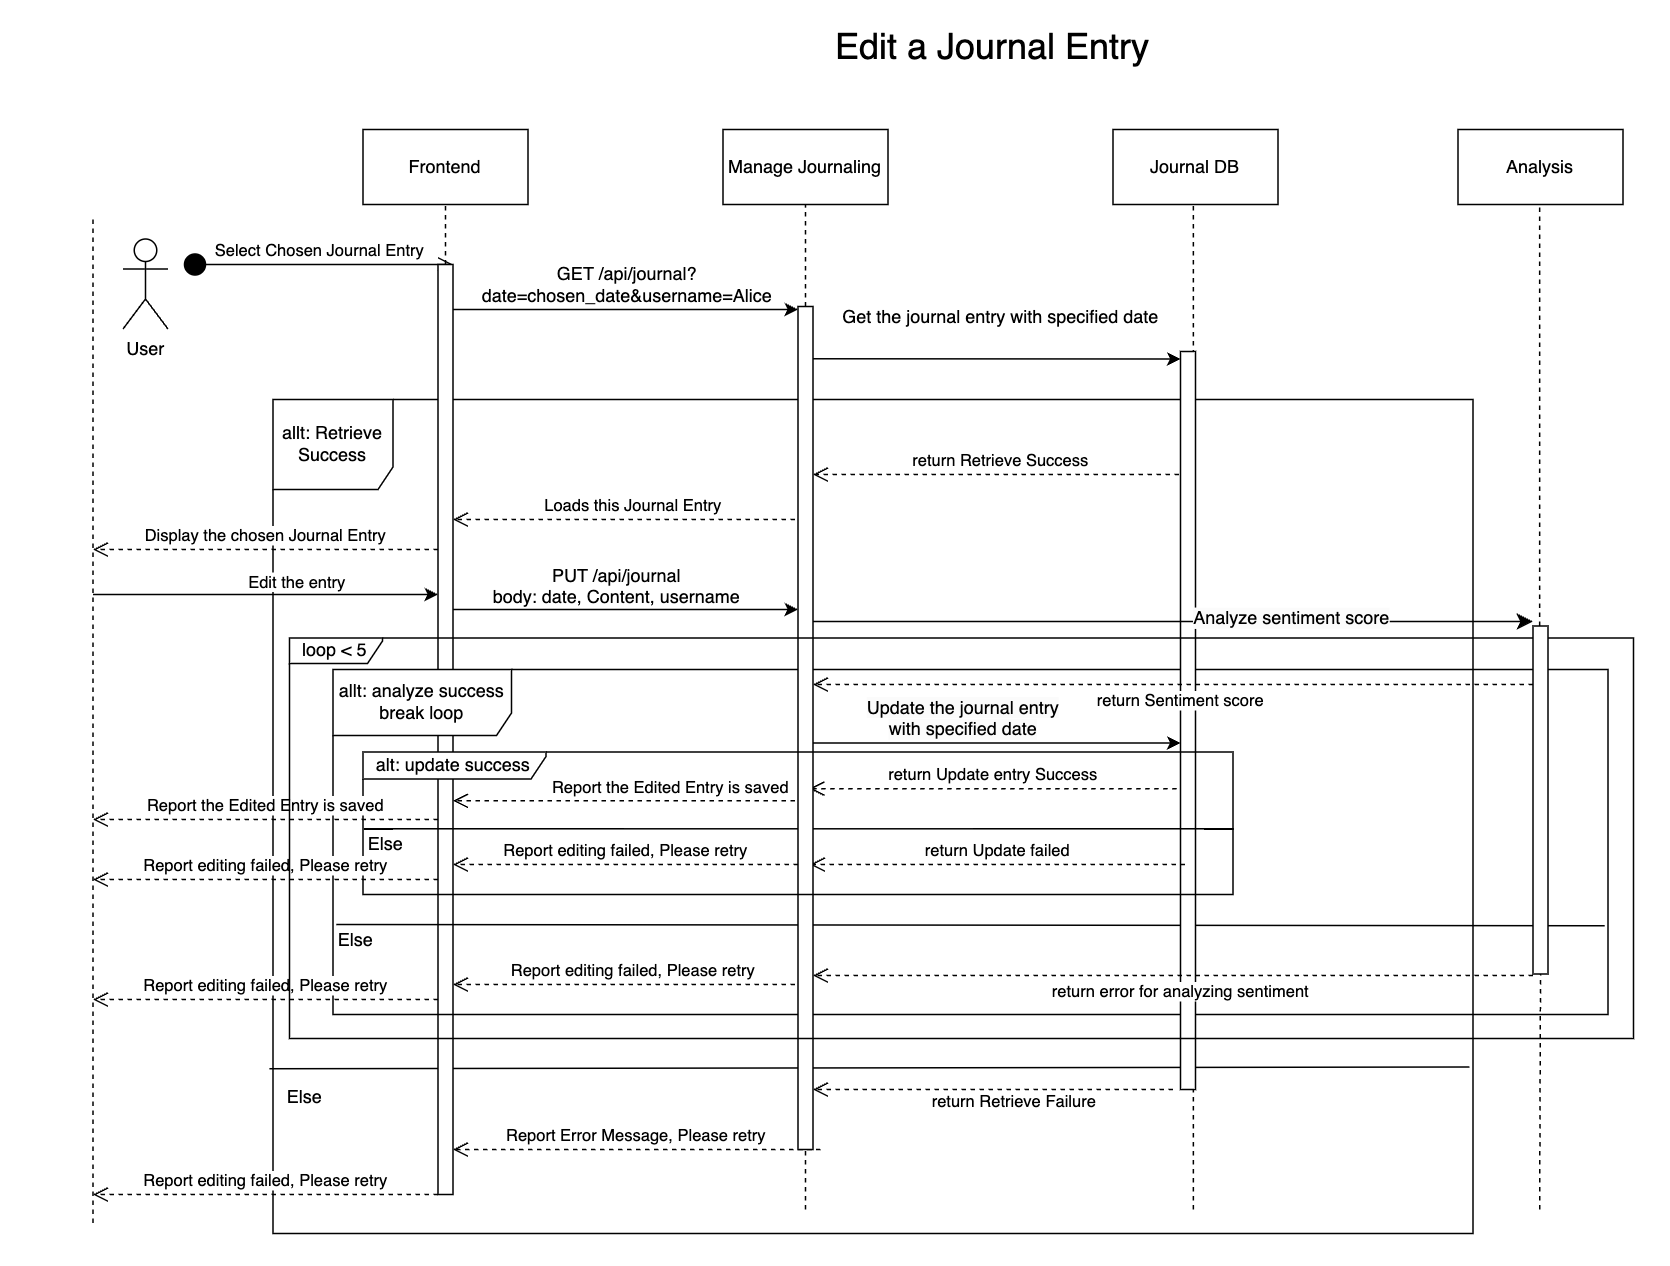 Edit a Journal Entry
Frontend
Manage Journaling
Journal DB
Analysis
Select Chosen Journal Entry
User
GET /api/journal?
date=chosen_date&username=Alice
Get the journal entry with specified date
allt: Retrieve
Success
return Retrieve Success
Loads this Journal Entry
Display the chosen Journal Entry
Edit the entry
PUT /api/journal
body: date, Content, username
Analyze sentiment score
loop < 5
allt: analyze success
break loop
return Sentiment score
Update the journal entry
with specified date
alt: update success
return Update entry Success
Report the Edited Entry is saved
Report the Edited Entry is saved
Else
return Update failed
Report editing failed, Please retry
Report editing failed, Please retry
Else
Report editing failed, Please retry
Report editing failed, Please retry
return error for analyzing sentiment
Else
return Retrieve Failure
Report Error Message, Please retry
Report editing failed, Please retry